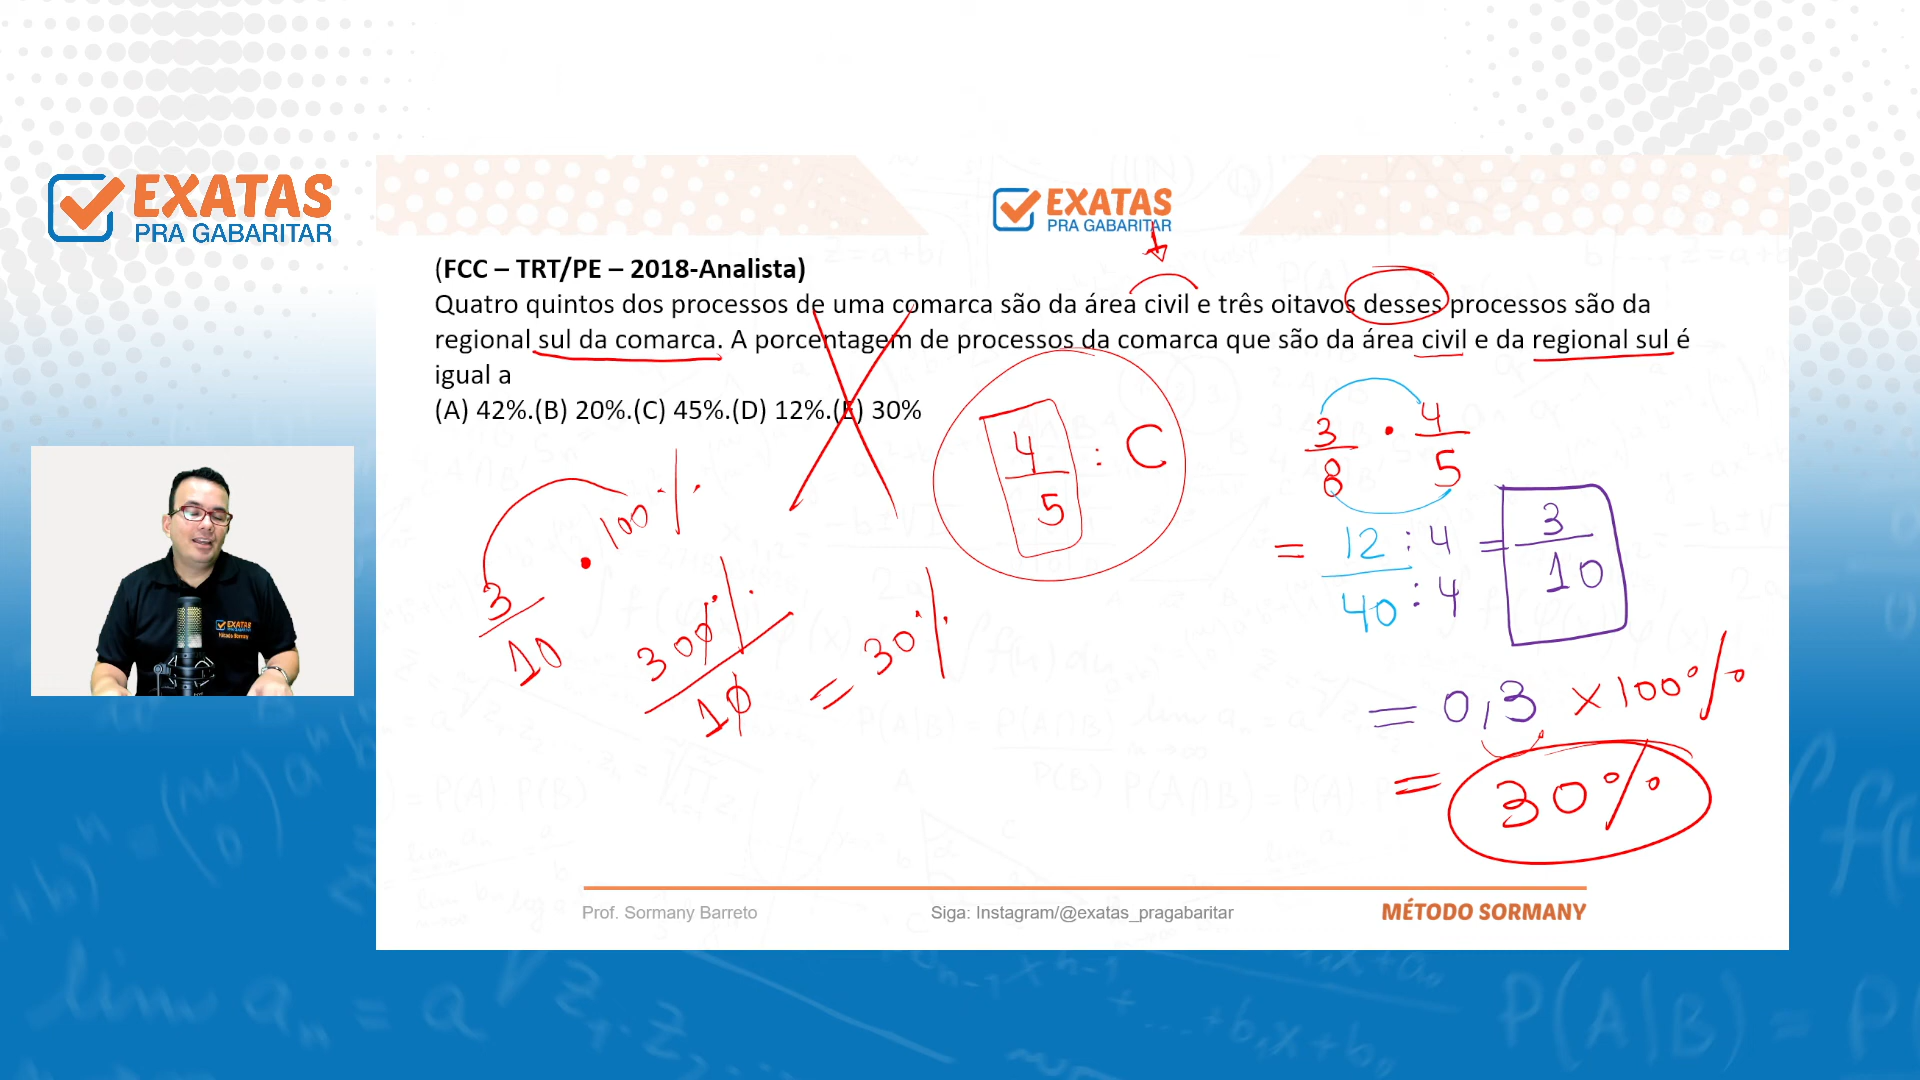 EXATAS
PRA GABARITAR
EXATAS
PRA GABARITAR
(FCC – TRT/PE – 2018-Analista)
Quatro quintos dos processos de uma comarca são da área civil e três oitavos desses processos são da
regional sul da comarca. A porcentagem de processos da comarca que são da área civil e da regional sul é
igual a
(A) 42%.(B) 20%.(C) 45%.(D) 12%.(E) 30%
4/5 : C
3/8 • 4/5
= 12/40 :4/:4 = 3/10
= 0,3 x 100%
= 30%
3/10 • 100%
300%/10 = 30%
Prof. Sormany Barreto
Siga: Instagram/@exatas_pragabaritar
MÉTODO SORMANY